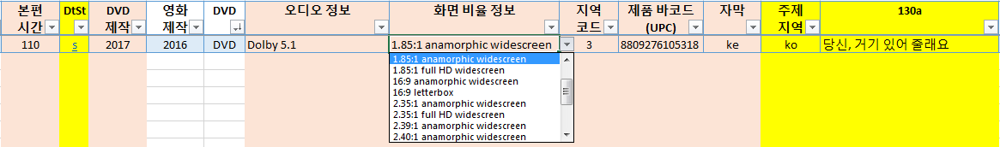 본편 시간 DtSt DVD 제작 영화 제작 DVD 오디오 정보 화면 비율 정보 지역 코드 제품 바코드 (UPC) 자막 주제 지역 130a
110 s 2017 2016 DVD Dolby 5.1 1.85:1 anamorphic widescreen 3 8809276105318 ke ko 당신, 거기 있어 줄래요
1.85:1 anamorphic widescreen
1.85:1 full HD widescreen
16:9 anamorphic widescreen
16:9 letterbox
2.35:1 anamorphic widescreen
2.35:1 full HD widescreen
2.39:1 anamorphic widescreen
2.40:1 anamorphic widescreen